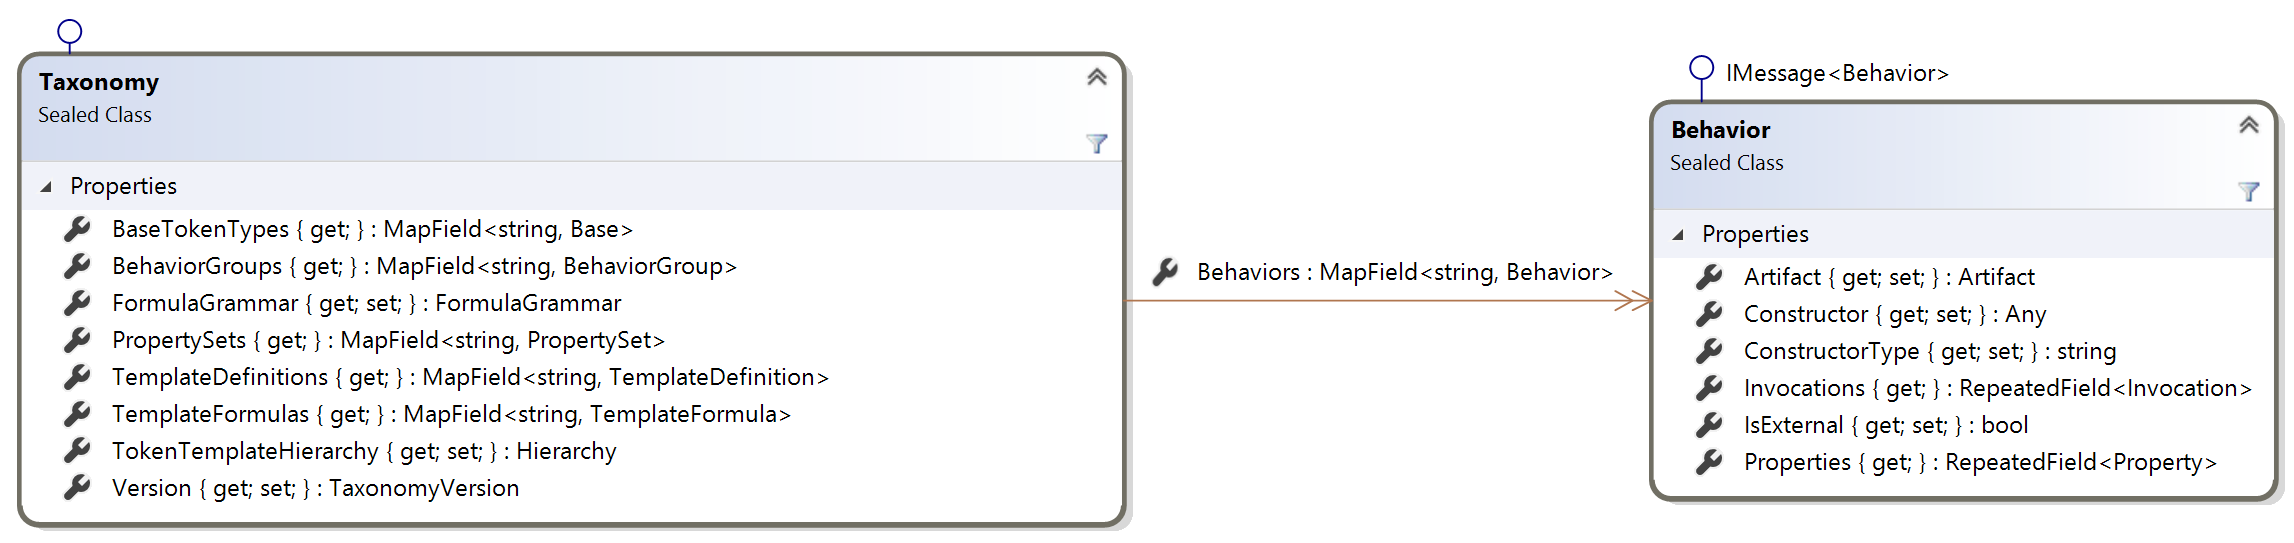 Taxonomy
Sealed Class
Properties
BaseTokenTypes { get; } : MapField<string, Base>
BehaviorGroups { get; } : MapField<string, BehaviorGroup>
FormulaGrammar { get; set; } : FormulaGrammar
PropertySets { get; } : MapField<string, PropertySet>
TemplateDefinitions { get; } : MapField<string, TemplateDefinition>
TemplateFormulas { get; } : MapField<string, TemplateFormula>
TokenTemplateHierarchy { get; set; } : Hierarchy
Version { get; set; } : TaxonomyVersion
Behaviors : MapField<string, Behavior>
IMessage<Behavior>
Behavior
Sealed Class
Properties
Artifact { get; set; } : Artifact
Constructor { get; set; } : Any
ConstructorType { get; set; } : string
Invocations { get; } : RepeatedField<Invocation>
IsExternal { get; set; } : bool
Properties { get; } : RepeatedField<Property>